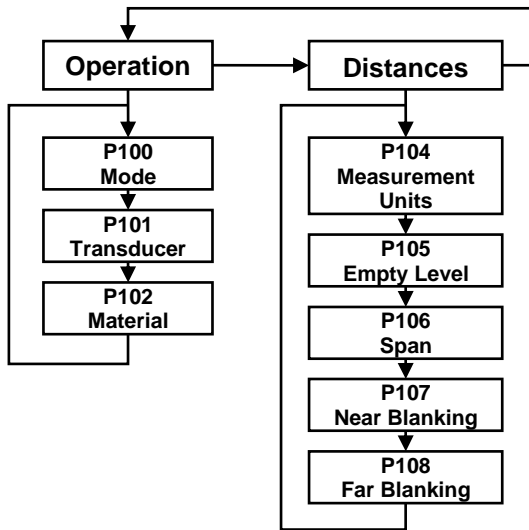 Operation
P100
Mode
P101
Transducer
P102
Material
Distances
P104
Measurement
Units
P105
Empty Level
P106
Span
P107
Near Blanking
P108
Far Blanking